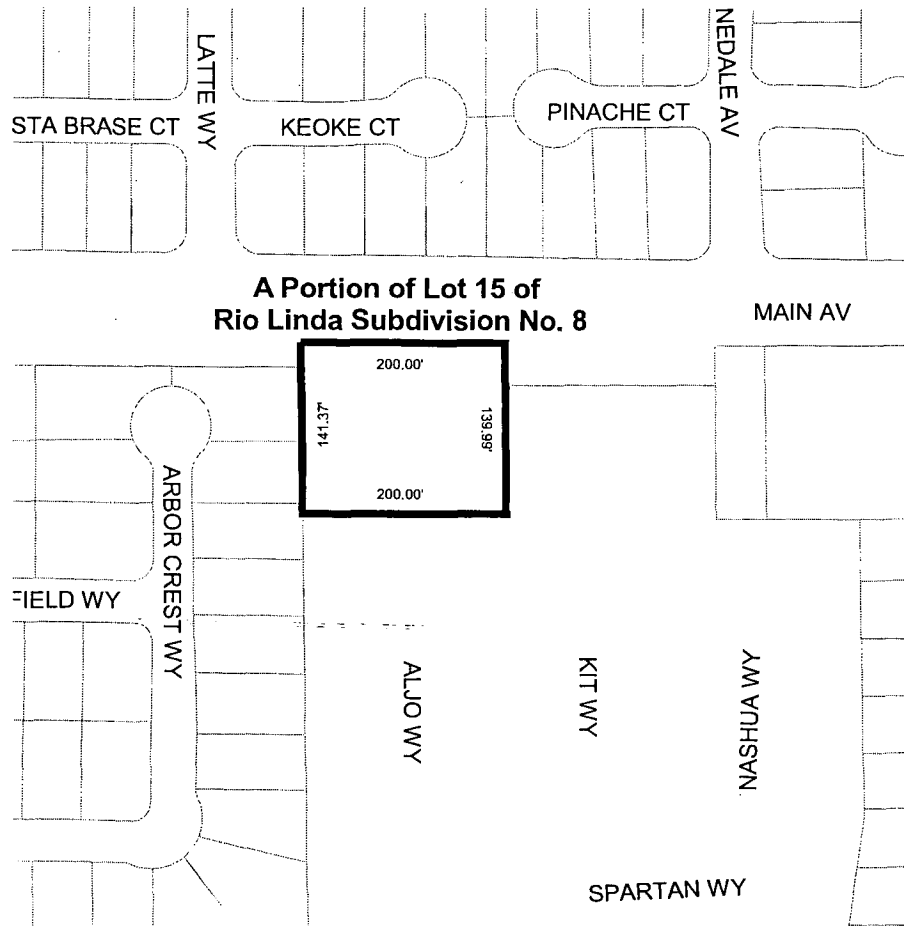 LATTE WY
NEDALE AV
STA BRASE CT
KEOKE CT
PINACHE CT
A Portion of Lot 15 of
Rio Linda Subdivision No. 8
MAIN AV
200.00'
141.37'
139.99'
200.00'
ARBOR CREST WY
FIELD WY
ALJO WY
KIT WY
NASHUA WY
SPARTAN WY